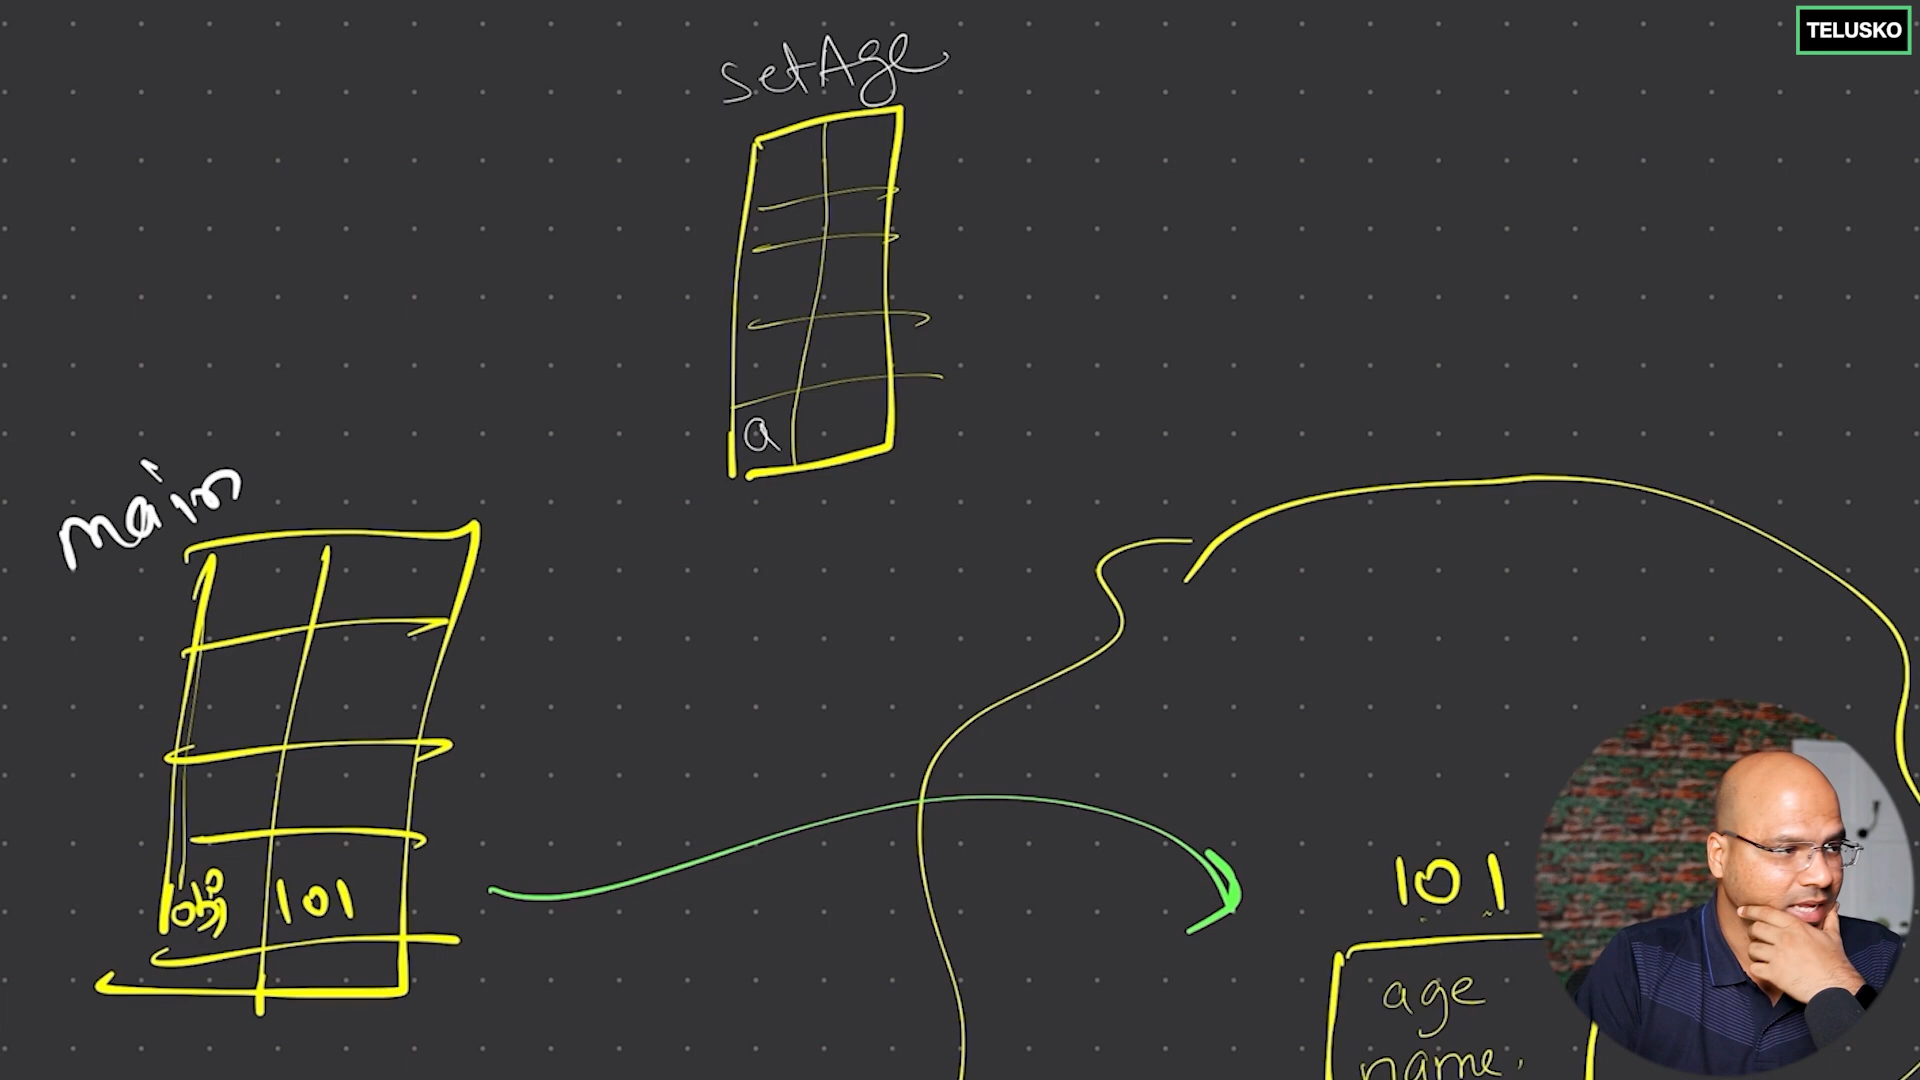 TELUSKO
setAge
a
main
obj 101
101
age
name,